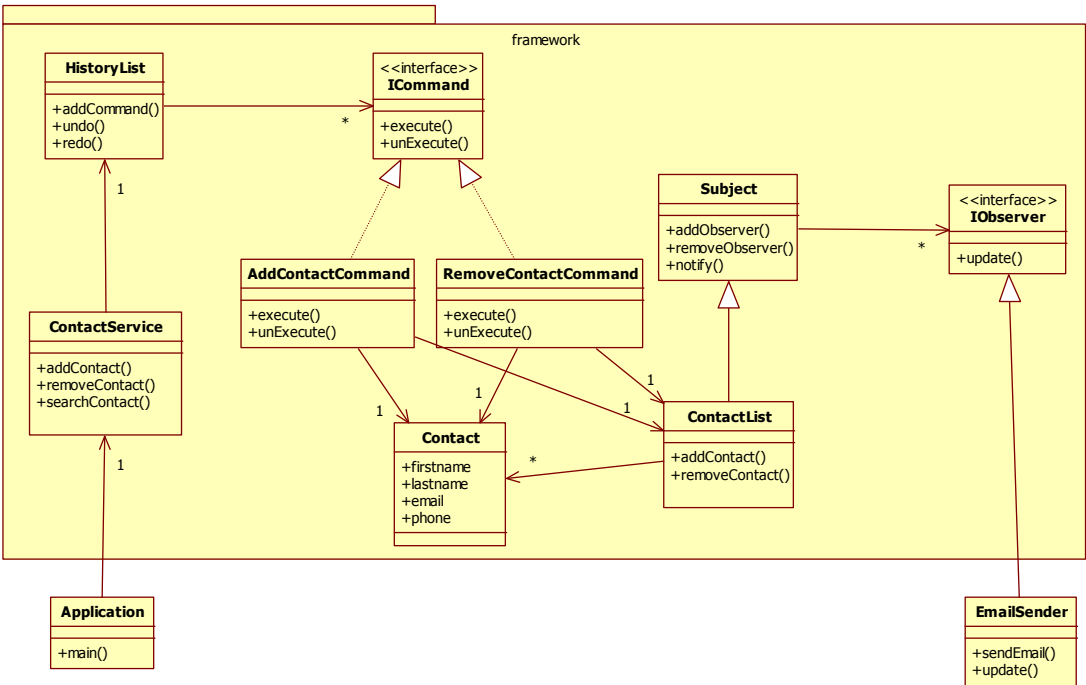 framework
HistoryList
+addCommand()
+undo()
+redo()
<<interface>>
ICommand
+execute()
+unExecute()
*
1
Subject
+addObserver()
+removeObserver()
+notify()
<<interface>>
IObserver
+update()
*
AddContactCommand
+execute()
+unExecute()
RemoveContactCommand
+execute()
+unExecute()
ContactService
+addContact()
+removeContact()
+searchContact()
1
1
1
1
ContactList
+addContact()
+removeContact()
Contact
+firstname
+lastname
+email
+phone
*
1
Application
+main()
EmailSender
+sendEmail()
+update()